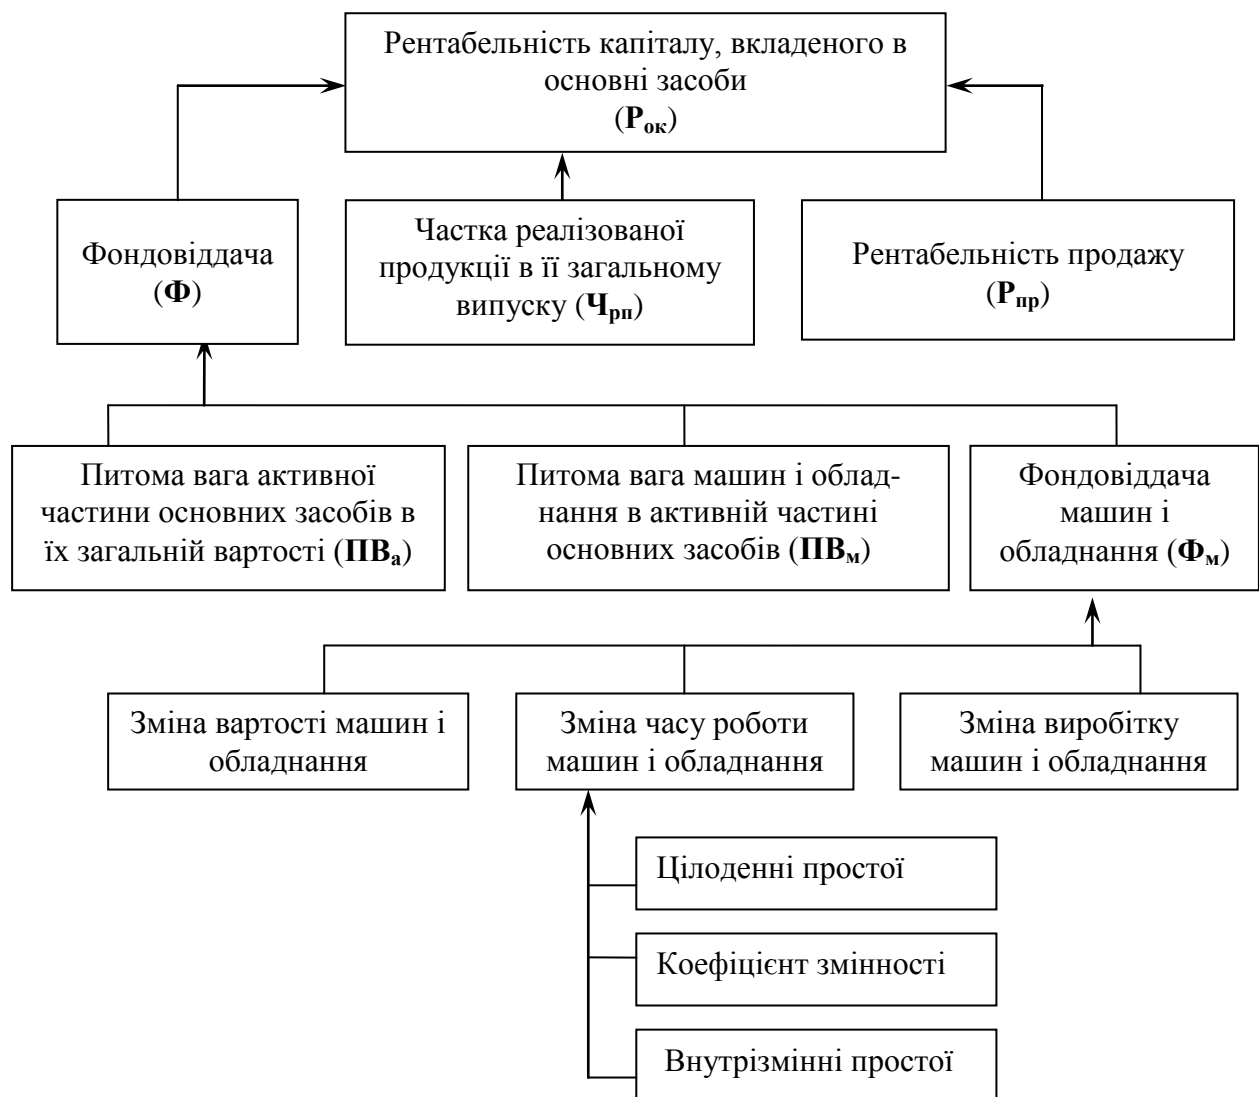 Рентабельність капіталу, вкладеного в
основні засоби
(Рок)
Фондовіддача
(Ф)
Частка реалізованої
продукції в її загальному
випуску (Чрп)
Рентабельність продажу
(Рпр)
Питома вага активної
частини основних засобів в
їх загальній вартості (ПВа)
Питома вага машин і облад-
нання в активній частині
основних засобів (ПВм)
Фондовіддача
машин і
обладнання (Фм)
Зміна вартості машин і
обладнання
Зміна часу роботи
машин і обладнання
Зміна виробітку
машин і обладнання
Цілоденні простої
Коефіцієнт змінності
Внутрізмінні простої